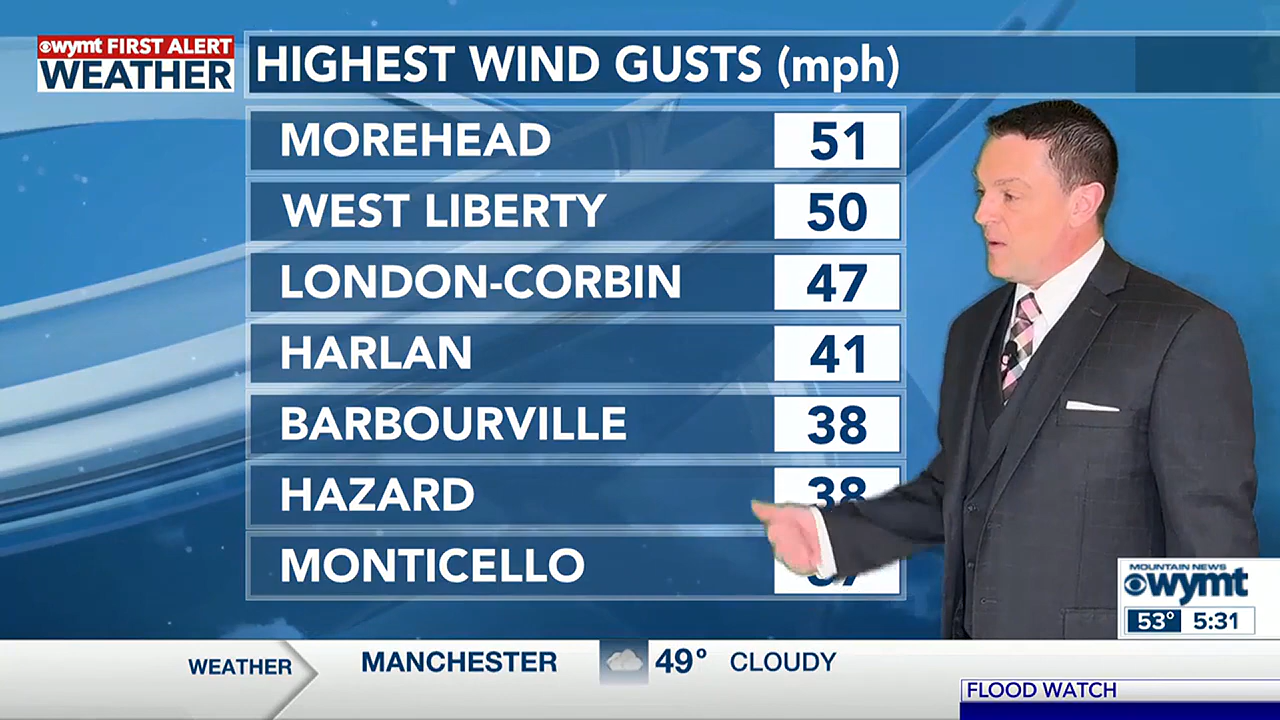 wymt FIRST ALERT
WEATHER
HIGHEST WIND GUSTS (mph)
MOREHEAD 51
WEST LIBERTY 50
LONDON-CORBIN 47
HARLAN 41
BARBOURVILLE 38
HAZARD 38
MONTICELLO
MOUNTAIN NEWS
wymt
53° 5:31
WEATHER MANCHESTER 49° CLOUDY
FLOOD WATCH